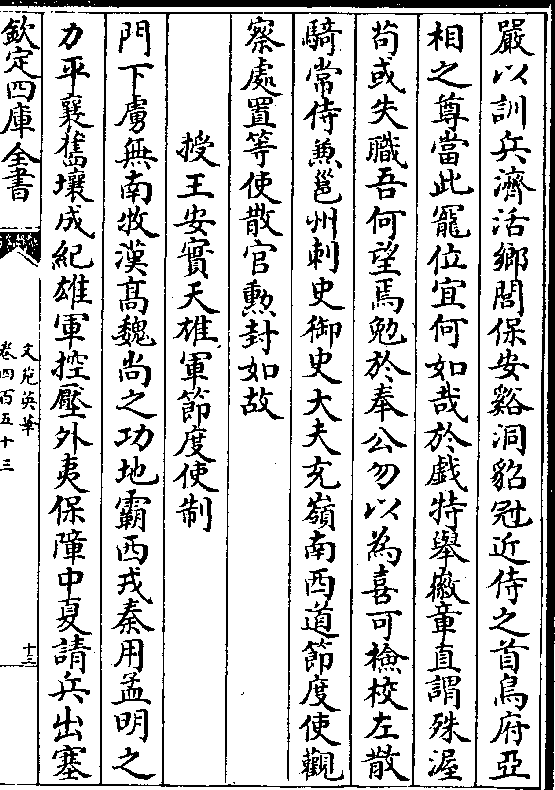 嚴以訓兵濟活鄉閭保安谿洞貂冠近侍之首烏府亞
相之尊當此寵位宜何如哉於戲特舉徽章直謂殊渥
茍或失職吾何望焉勉於奉公勿以為喜可檢校左散
騎常侍兼邕州刺史御史大夫充嶺南西道節度使觀
察處置等使散官勲封如故
授王安實天雄軍節度使制
門下虜無南牧漢髙魏尚之功地霸西戎秦用孟明之
力平襄舊壤成紀雄軍控壓外夷保障中夏請兵出塞
欽定四庫全書
文苑英華
卷四百五十三
十三